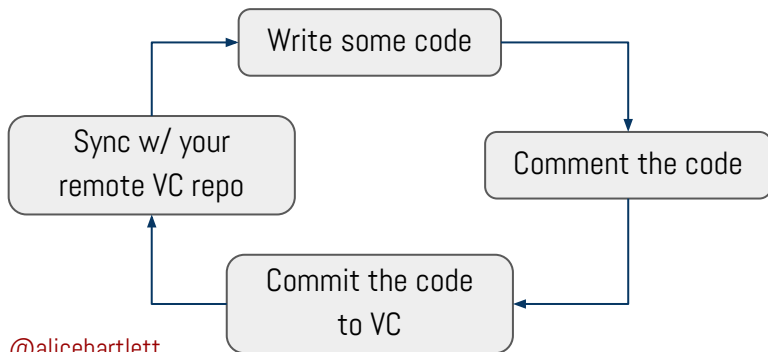 Write some code
Comment the code
Commit the code
to VC
Sync w/ your
remote VC repo
@alicebartlett